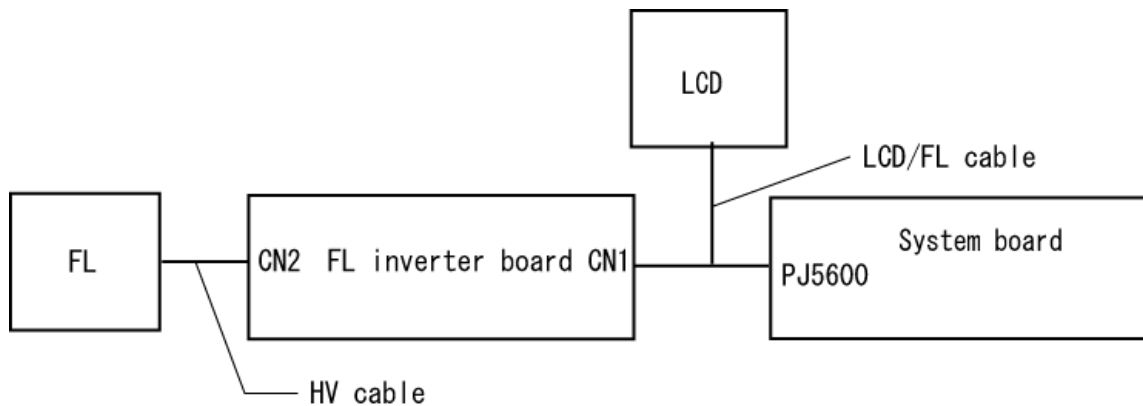 LCD
LCD/FL cable
FL
CN2 FL inverter board CN1
System board
PJ5600
HV cable